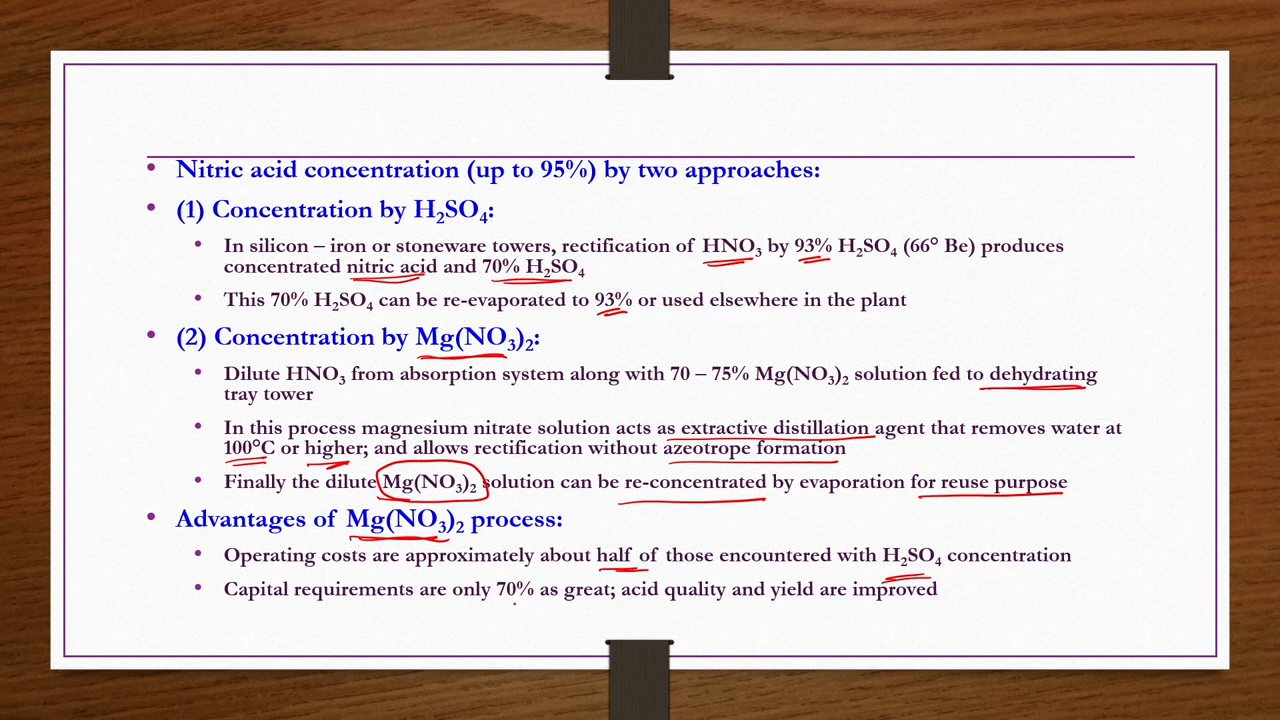 • Nitric acid concentration (up to 95%) by two approaches:
• (1) Concentration by H₂SO₄:
• In silicon – iron or stoneware towers, rectification of HNO₃ by 93% H₂SO₄ (66° Be) produces
concentrated nitric acid and 70% H₂SO₄
• This 70% H₂SO₄ can be re-evaporated to 93% or used elsewhere in the plant
• (2) Concentration by Mg(NO₃)₂:
• Dilute HNO₃ from absorption system along with 70 – 75% Mg(NO₃)₂ solution fed to dehydrating
tray tower
• In this process magnesium nitrate solution acts as extractive distillation agent that removes water at
100°C or higher; and allows rectification without azeotrope formation
• Finally the dilute Mg(NO₃)₂ solution can be re-concentrated by evaporation for reuse purpose
• Advantages of Mg(NO₃)₂ process:
• Operating costs are approximately about half of those encountered with H₂SO₄ concentration
• Capital requirements are only 70% as great; acid quality and yield are improved